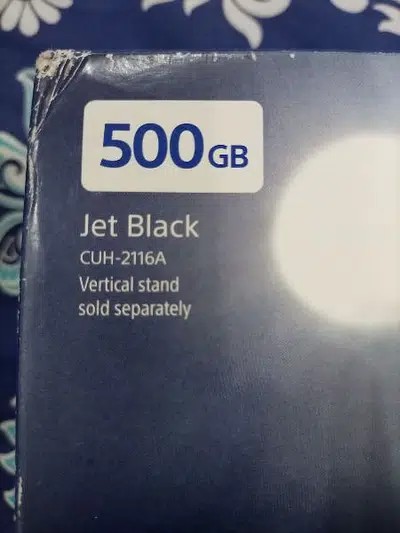 500GB
Jet Black
CUH-2116A
Vertical stand
sold separately